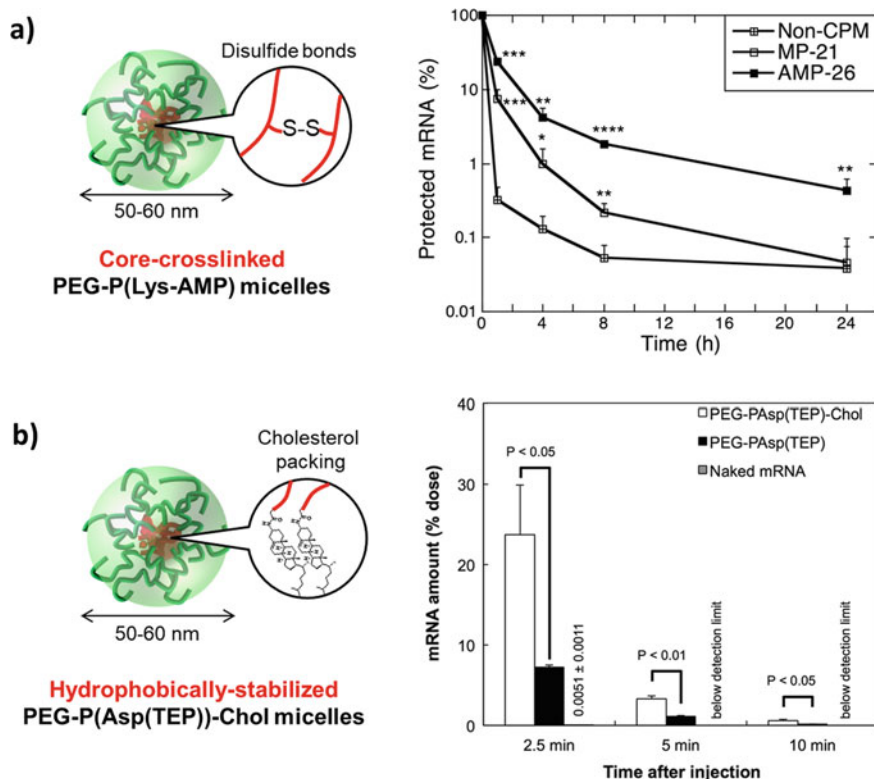 a)
Disulfide bonds
S-S
50-60 nm
Core-crosslinked
PEG-P(Lys-AMP) micelles
Protected mRNA (%)
100
10
1
0.1
0.01
Non-CPM
MP-21
AMP-26
***
***
**
*
****
**
**
0
4
8
12
16
20
24
Time (h)
b)
Cholesterol
packing
50-60 nm
Hydrophobically-stabilized
PEG-P(Asp(TEP))-Chol micelles
mRNA amount (% dose)
40
30
20
10
0
PEG-PAsp(TEP)-Chol
PEG-PAsp(TEP)
Naked mRNA
P < 0.05
0.0051 ± 0.0011
P < 0.01
below detection limit
P < 0.05
below detection limit
2.5 min
5 min
10 min
Time after injection